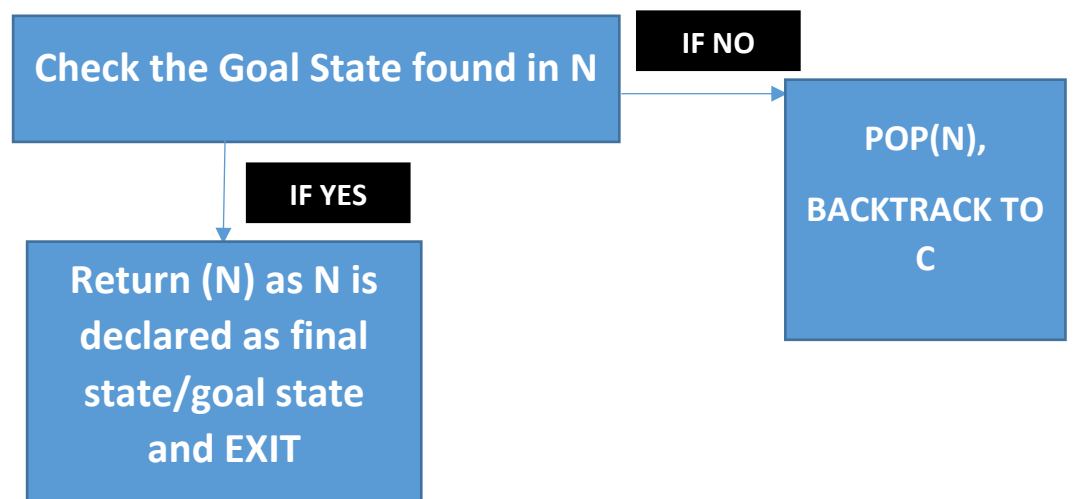 Check the Goal State found in N
IF NO
POP(N),
BACKTRACK TO
C
IF YES
Return (N) as N is
declared as final
state/goal state
and EXIT